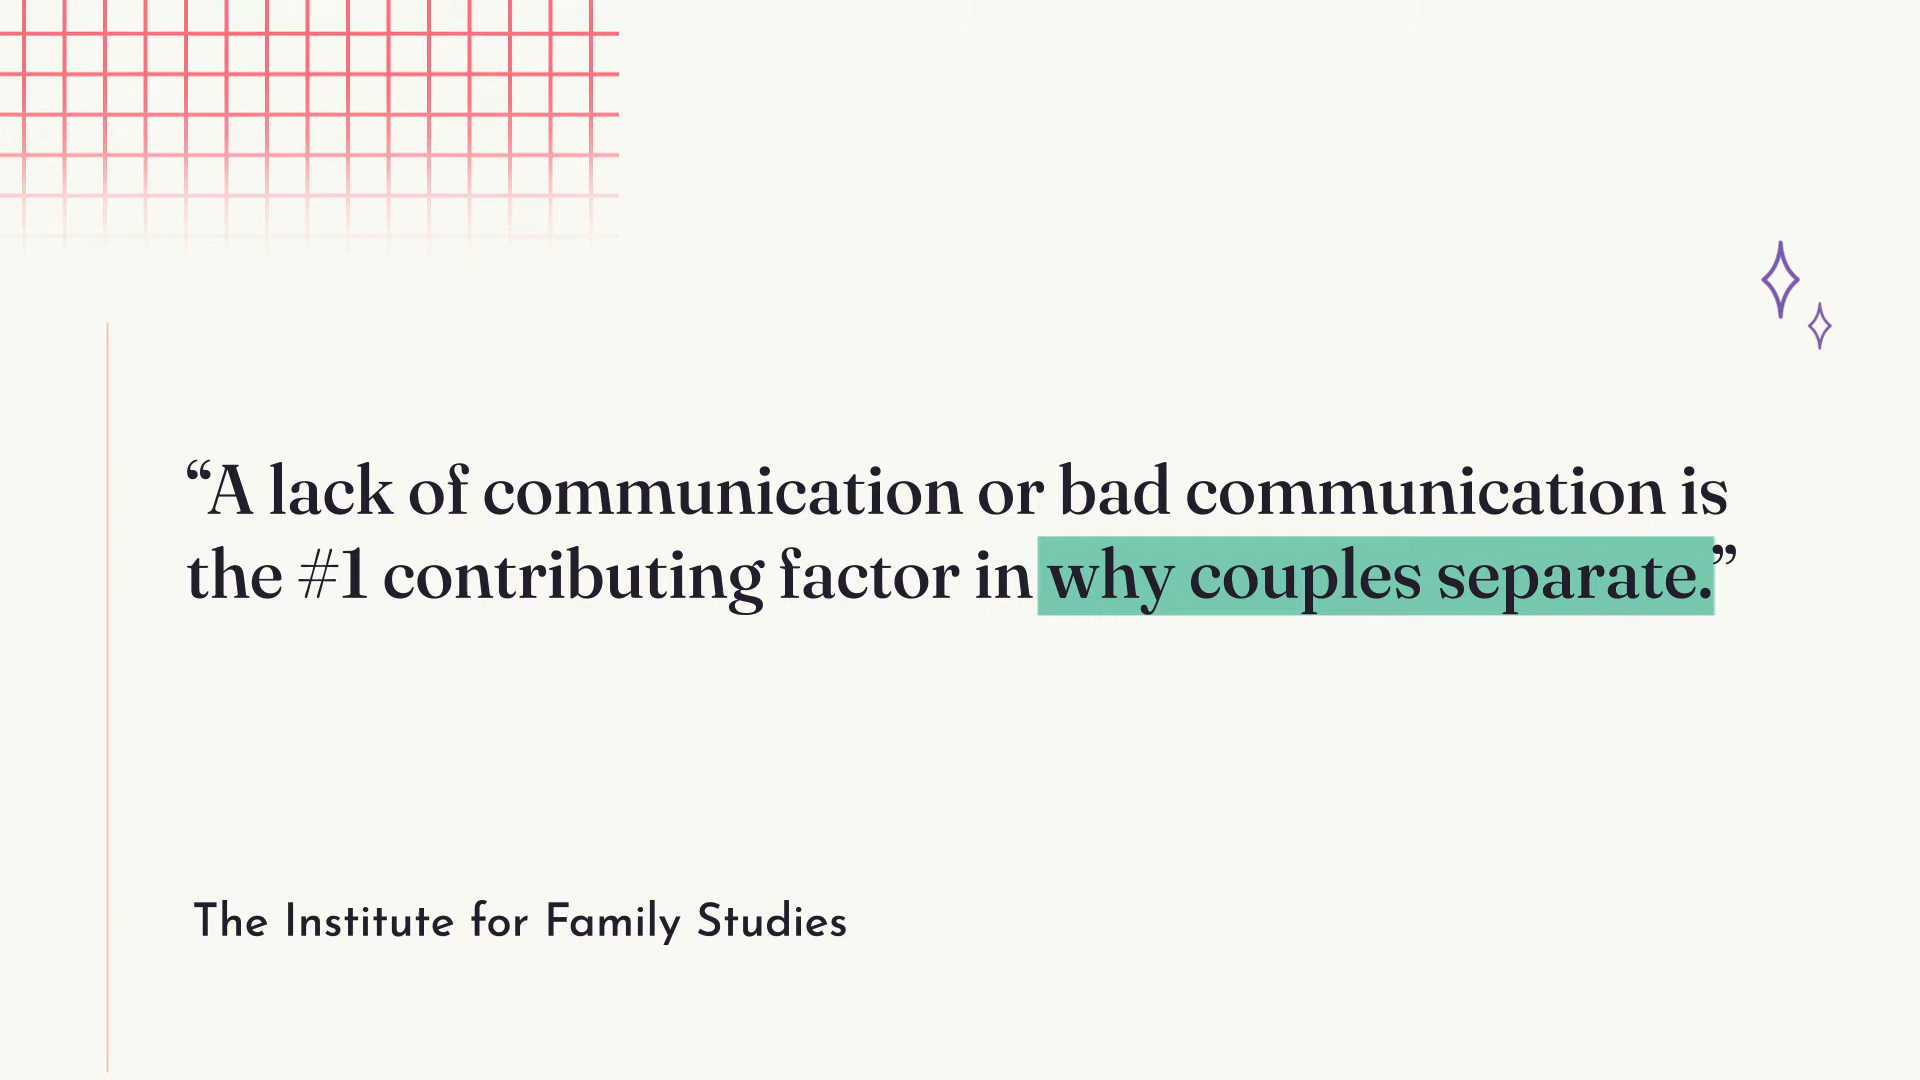 “A lack of communication or bad communication is
the #1 contributing factor in why couples separate.”
The Institute for Family Studies